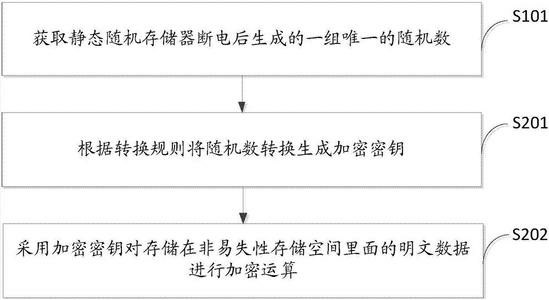 S101
获取静态随机存储器断电后生成的一组唯一的随机数
S201
根据转换规则将随机数转换生成加密密钥
S202
采用加密密钥对存储在非易失性存储空间里面的明文数据
进行加密运算